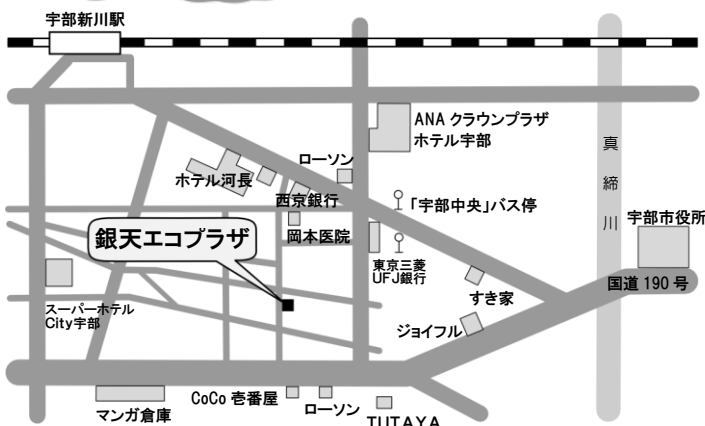 宇部新川駅
ANA クラウンプラザ
ホテル宇部
ローソン
ホテル河長
西京銀行
「宇部中央」バス停
真締川
宇部市役所
岡本医院
銀天エコプラザ
東京三菱
UFJ銀行
国道 190 号
すき家
スーパーホテル
City宇部
ジョイフル
CoCo 壱番屋
ローソン
マンガ倉庫
TUTAYA